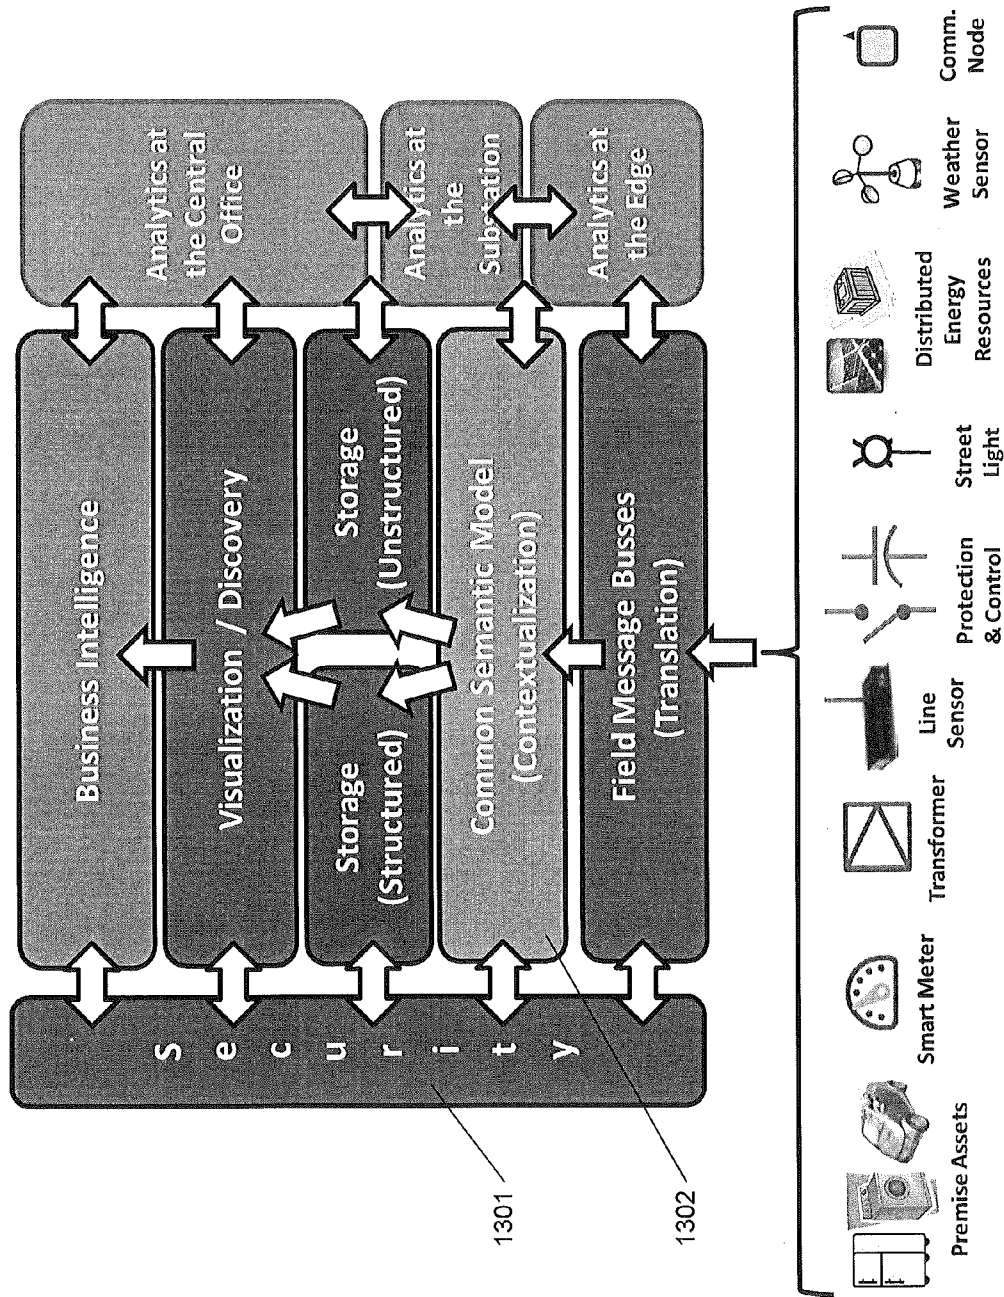 Security
Business Intelligence
Visualization / Discovery
Storage
(Structured)
Storage
(Unstructured)
Common Semantic Model
(Contextualization)
Field Message Busses
(Translation)
Analytics at
the Central
Office
Analytics at
the
Substation
Analytics at
the Edge
1301
1302
Premise Assets
Smart Meter
Transformer
Line
Sensor
Protection
& Control
Street
Light
Distributed
Energy
Resources
Weather
Sensor
Comm.
Node